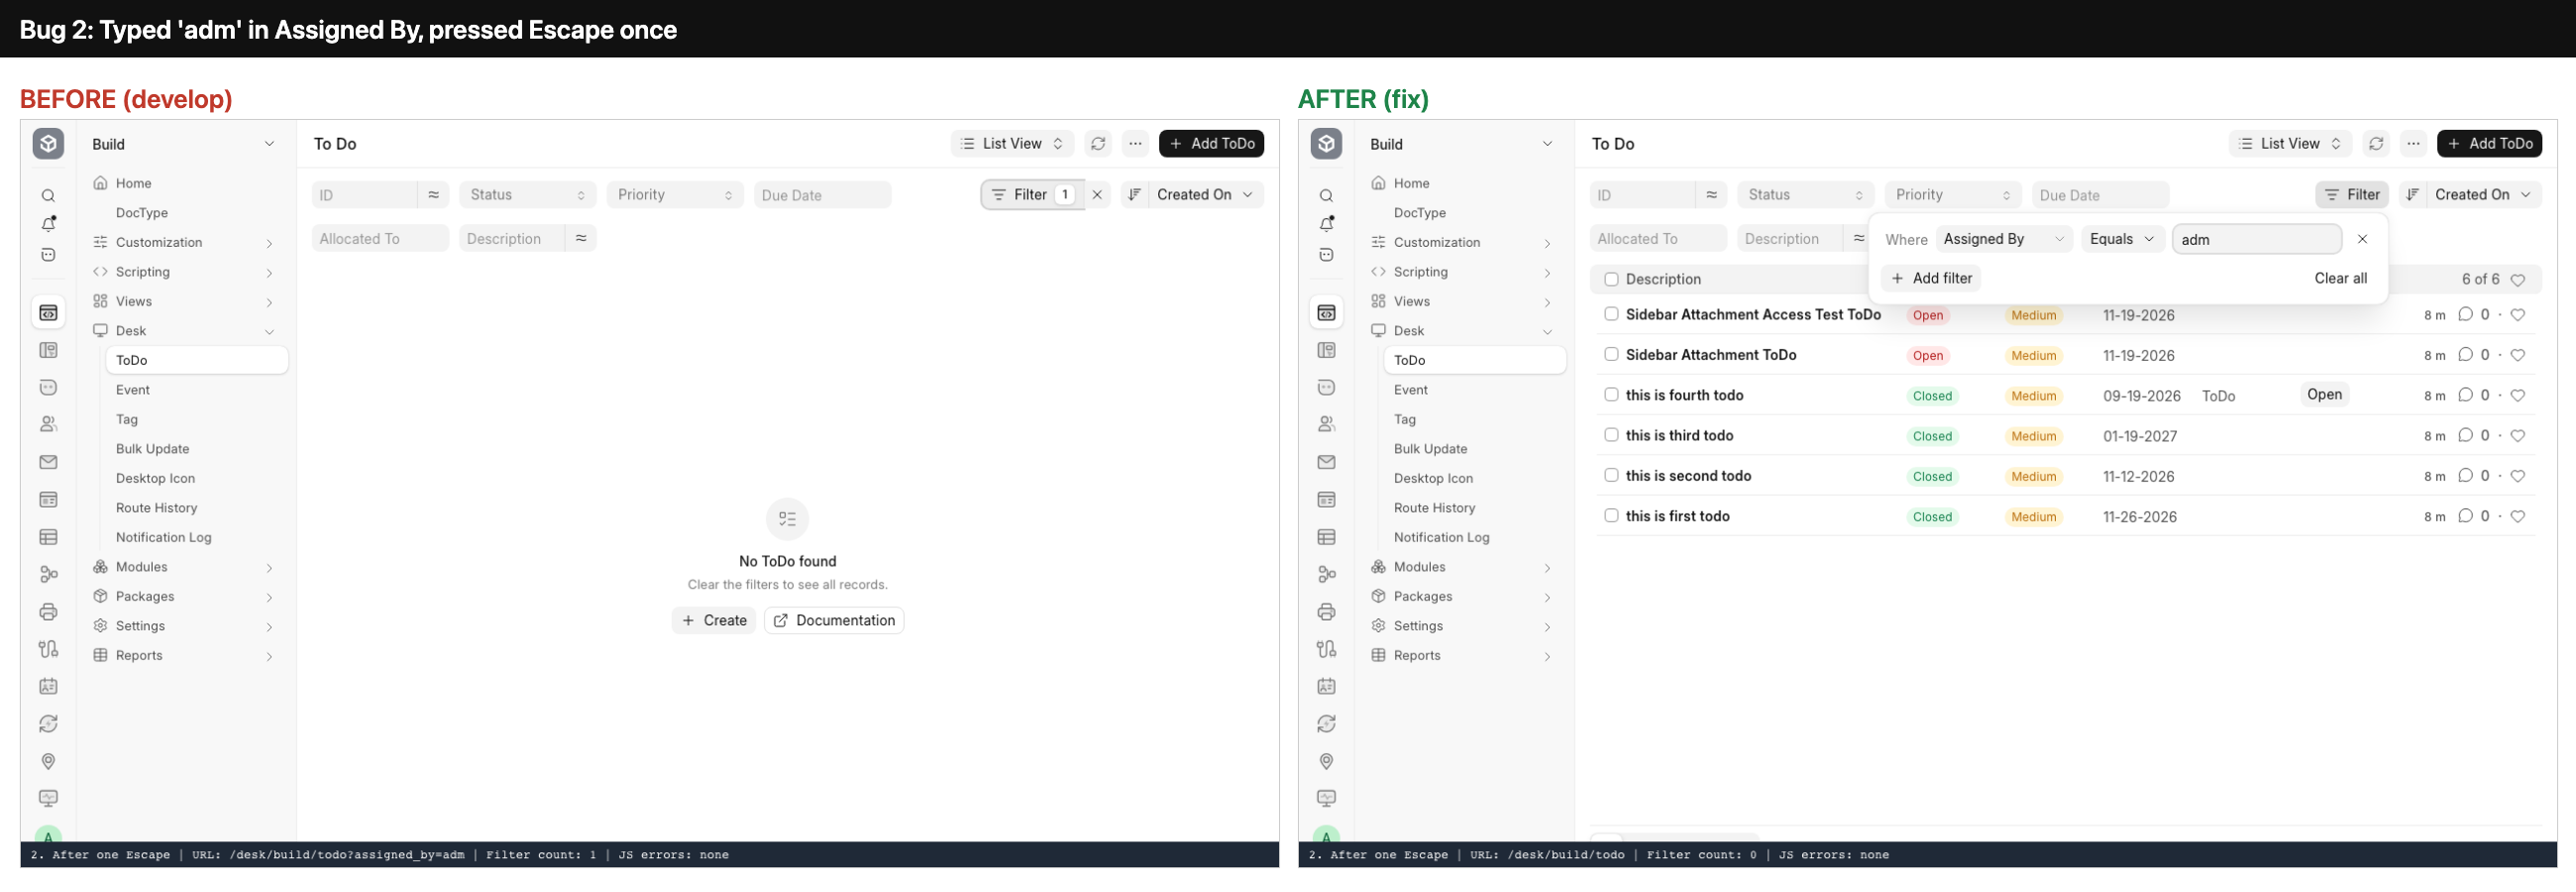 Bug 2: Typed 'adm' in Assigned By, pressed Escape once
BEFORE (develop)
Build
Home
DocType
Customization
Scripting
Views
Desk
ToDo
Event
Tag
Bulk Update
Desktop Icon
Route History
Notification Log
Modules
Packages
Settings
Reports
A
To Do
List View
Add ToDo
ID
Status
Priority
Due Date
Filter 1
Created On
Allocated To
Description
No ToDo found
Clear the filters to see all records.
Create
Documentation
2. After one Escape | URL: /desk/build/todo?assigned_by=adm | Filter count: 1 | JS errors: none
AFTER (fix)
Build
Home
DocType
Customization
Scripting
Views
Desk
ToDo
Event
Tag
Bulk Update
Desktop Icon
Route History
Notification Log
Modules
Packages
Settings
Reports
A
To Do
List View
Add ToDo
ID
Status
Priority
Due Date
Filter
Created On
Allocated To
Description
Where Assigned By Equals adm
Add filter
Clear all
Description 6 of 6
Sidebar Attachment Access Test ToDo Open Medium 11-19-2026 8 m 0
Sidebar Attachment ToDo Open Medium 11-19-2026 8 m 0
this is fourth todo Closed Medium 09-19-2026 ToDo Open 8 m 0
this is third todo Closed Medium 01-19-2027 8 m 0
this is second todo Closed Medium 11-12-2026 8 m 0
this is first todo Closed Medium 11-26-2026 8 m 0
2. After one Escape | URL: /desk/build/todo | Filter count: 0 | JS errors: none